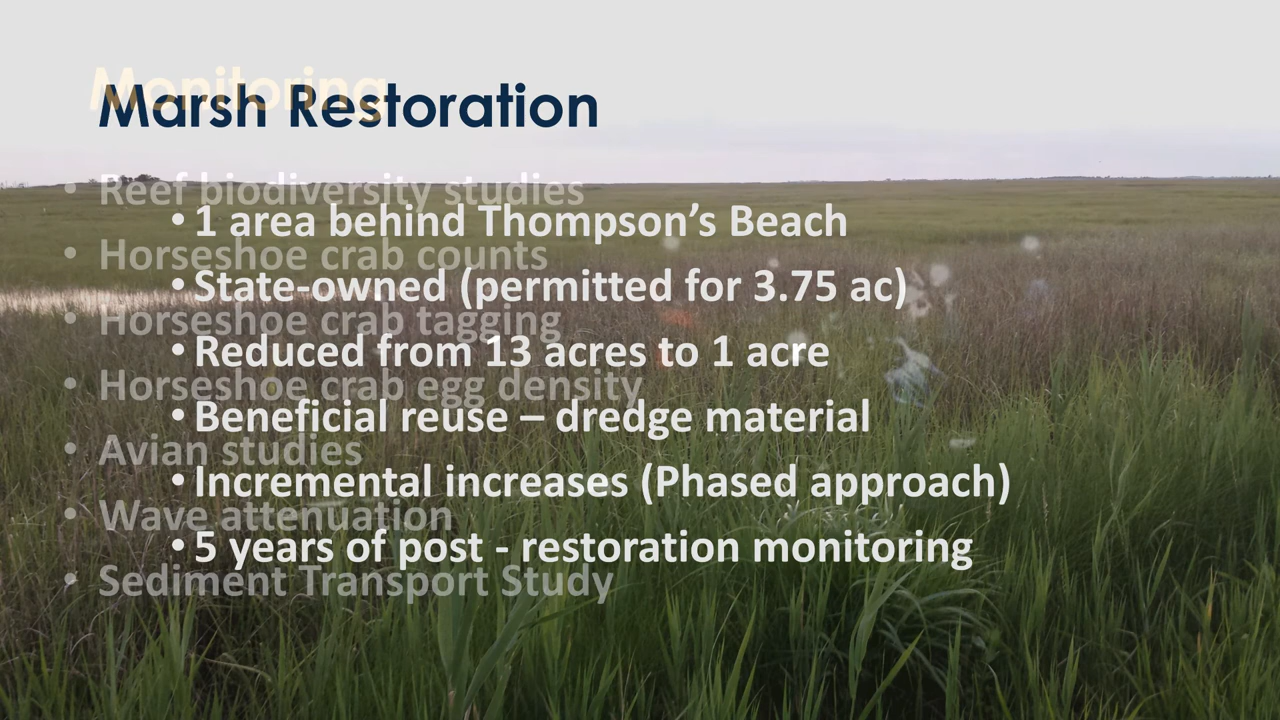 Monitoring
Marsh Restoration
• Reef biodiversity studies
• 1 area behind Thompson's Beach
• Horseshoe crab counts
• State-owned (permitted for 3.75 ac)
• Horseshoe crab tagging
• Reduced from 13 acres to 1 acre
• Horseshoe crab egg density
• Beneficial reuse – dredge material
• Avian studies
• Incremental increases (Phased approach)
• Wave attenuation
• 5 years of post - restoration monitoring
• Sediment Transport Study